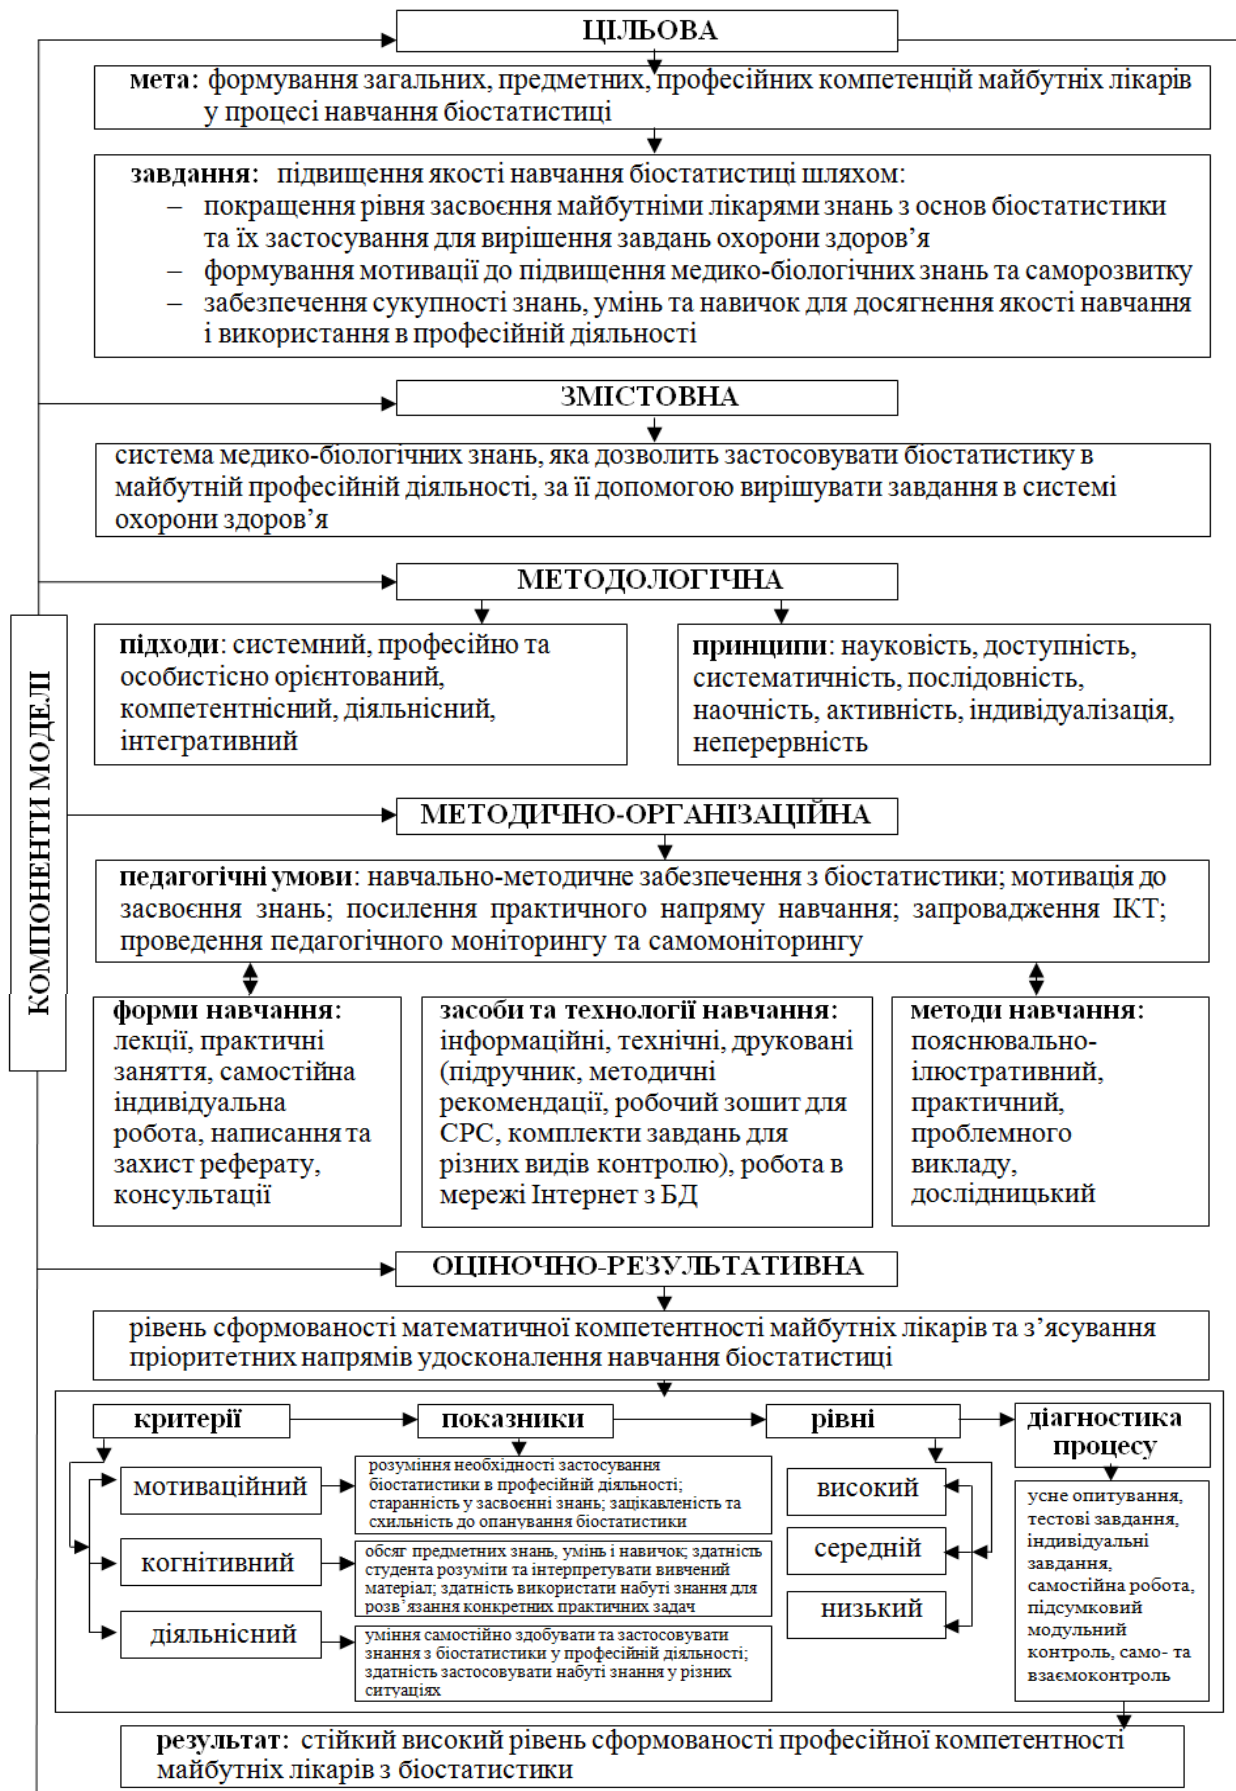 ЦІЛЬОВА
мета: формування загальних, предметних, професійних компетенцій майбутніх лікарів
у процесі навчання біостатистиці
завдання: підвищення якості навчання біостатистиці шляхом:
– покращення рівня засвоєння майбутніми лікарями знань з основ біостатистики
та їх застосування для вирішення завдань охорони здоров’я
– формування мотивації до підвищення медико-біологічних знань та саморозвитку
– забезпечення сукупності знань, умінь та навичок для досягнення якості навчання
і використання в професійній діяльності
ЗМІСТОВНА
система медико-біологічних знань, яка дозволить застосовувати біостатистику в
майбутній професійній діяльності, за її допомогою вирішувати завдання в системі
охорони здоров’я
МЕТОДОЛОГІЧНА
підходи: системний, професійно та
особистісно орієнтований,
компетентнісний, діяльнісний,
інтегративний
принципи: науковість, доступність,
систематичність, послідовність,
наочність, активність, індивідуалізація,
неперервність
КОМПОНЕНТИ МОДЕЛІ
МЕТОДИЧНО-ОРГАНІЗАЦІЙНА
педагогічні умови: навчально-методичне забезпечення з біостатистики; мотивація до
засвоєння знань; посилення практичного напряму навчання; запровадження ІКТ;
проведення педагогічного моніторингу та самомоніторингу
форми навчання:
лекції, практичні
заняття, самостійна
індивідуальна
робота, написання та
захист реферату,
консультації
засоби та технології навчання:
інформаційні, технічні, друковані
(підручник, методичні
рекомендації, робочий зошит для
СРС, комплекти завдань для
різних видів контролю), робота в
мережі Інтернет з БД
методи навчання:
пояснювально-
ілюстративний,
практичний,
проблемного
викладу,
дослідницький
ОЦІНОЧНО-РЕЗУЛЬТАТИВНА
рівень сформованості математичної компетентності майбутніх лікарів та з’ясування
пріоритетних напрямів удосконалення навчання біостатистиці
критерії
показники
рівні
діагностика
процесу
мотиваційний
розуміння необхідності застосування
біостатистики в професійній діяльності;
старанність у засвоєнні знань; зацікавленість та
схильність до опанування біостатистики
високий
когнітивний
обсяг предметних знань, умінь і навичок; здатність
студента розуміти та інтерпретувати вивчений
матеріал; здатність використати набуті знання для
розв’язання конкретних практичних задач
середній
діяльнісний
уміння самостійно здобувати та застосовувати
знання з біостатистики у професійній діяльності;
здатність застосовувати набуті знання у різних
ситуаціях
низький
усне опитування,
тестові завдання,
індивідуальні
завдання,
самостійна робота,
підсумковий
модульний
контроль, само- та
взаємоконтроль
результат: стійкий високий рівень сформованості професійної компетентності
майбутніх лікарів з біостатистики